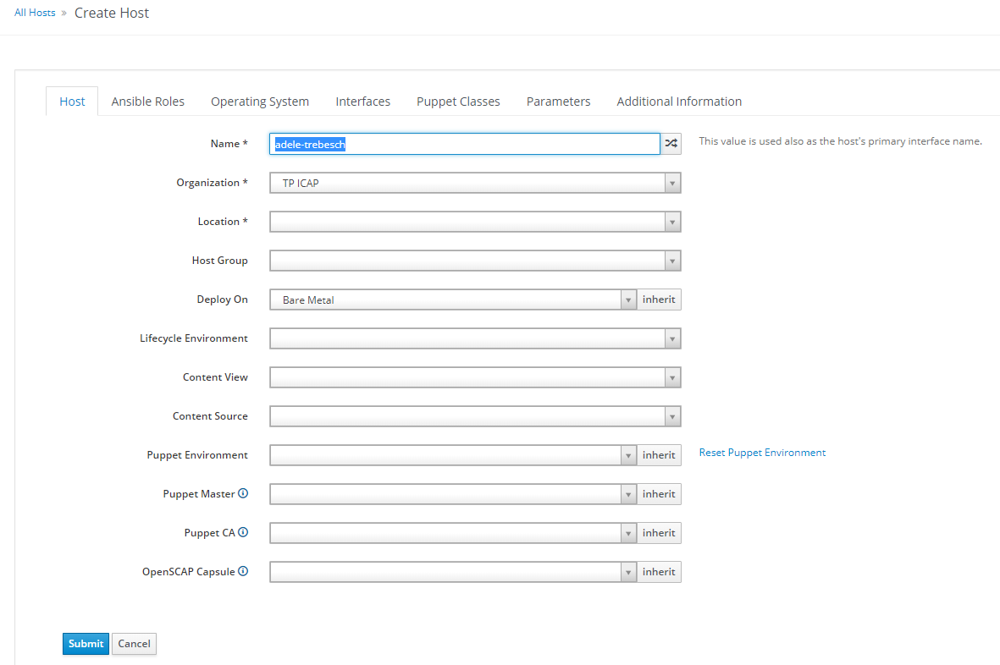 All Hosts » Create Host
Host Ansible Roles Operating System Interfaces Puppet Classes Parameters Additional Information
Name * adele-trebesch This value is used also as the host's primary interface name.
Organization * TP ICAP
Location *
Host Group
Deploy On Bare Metal inherit
Lifecycle Environment
Content View
Content Source
Puppet Environment inherit Reset Puppet Environment
Puppet Master inherit
Puppet CA inherit
OpenSCAP Capsule inherit
Submit Cancel